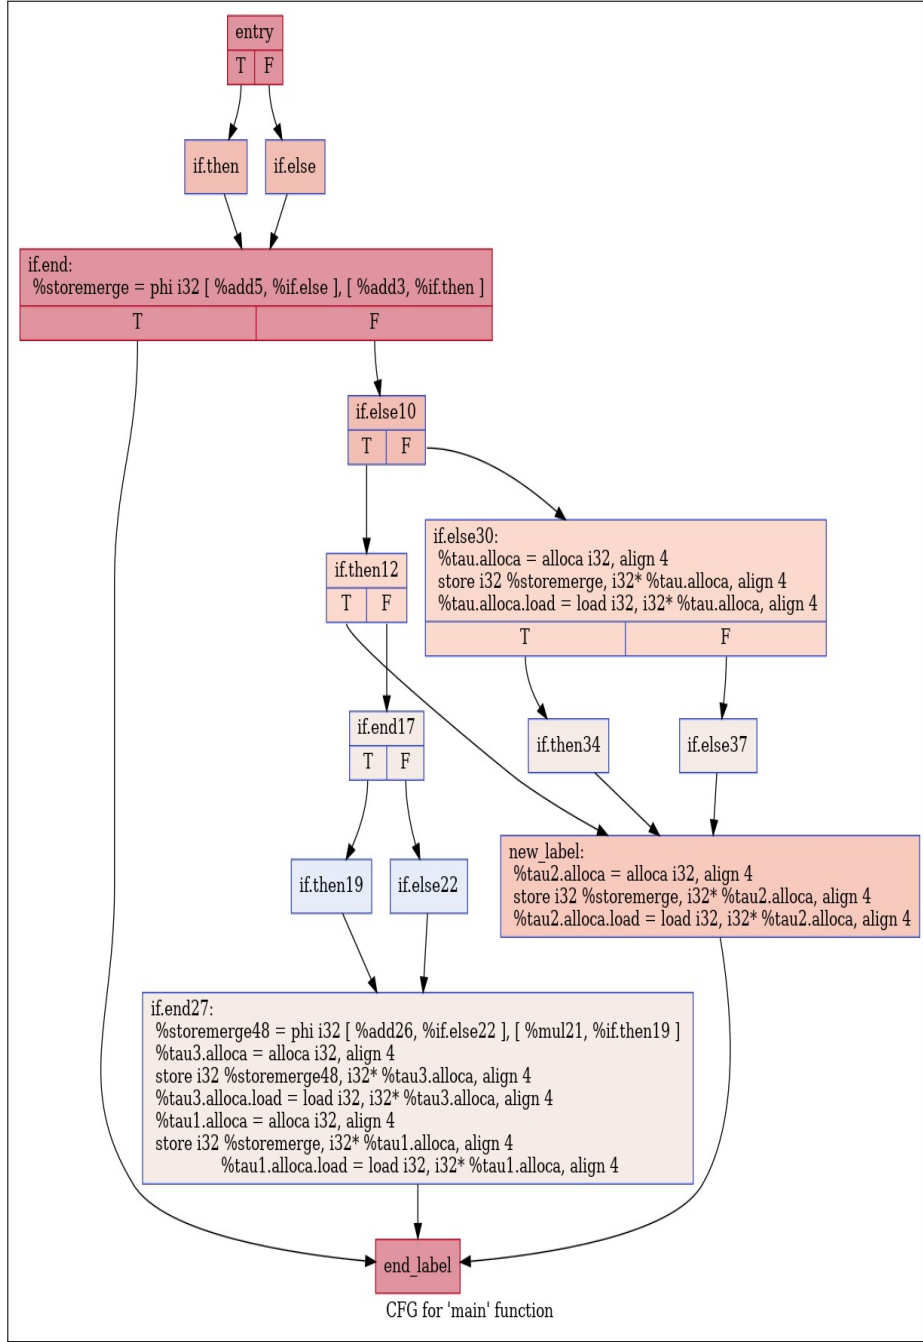 entry
T F
if.then
if.else
if.end:
%storemerge = phi i32 [ %add5, %if.else ], [ %add3, %if.then ]
T F
if.else10
T F
if.else30:
%tau.alloca = alloca i32, align 4
store i32 %storemerge, i32* %tau.alloca, align 4
%tau.alloca.load = load i32, i32* %tau.alloca, align 4
T F
if.then12
T F
if.end17
T F
if.then34
if.else37
if.then19
if.else22
new_label:
%tau2.alloca = alloca i32, align 4
store i32 %storemerge, i32* %tau2.alloca, align 4
%tau2.alloca.load = load i32, i32* %tau2.alloca, align 4
if.end27:
%storemerge48 = phi i32 [ %add26, %if.else22 ], [ %mul21, %if.then19 ]
%tau3.alloca = alloca i32, align 4
store i32 %storemerge48, i32* %tau3.alloca, align 4
%tau3.alloca.load = load i32, i32* %tau3.alloca, align 4
%tau1.alloca = alloca i32, align 4
store i32 %storemerge, i32* %tau1.alloca, align 4
%tau1.alloca.load = load i32, i32* %tau1.alloca, align 4
end_label
CFG for 'main' function